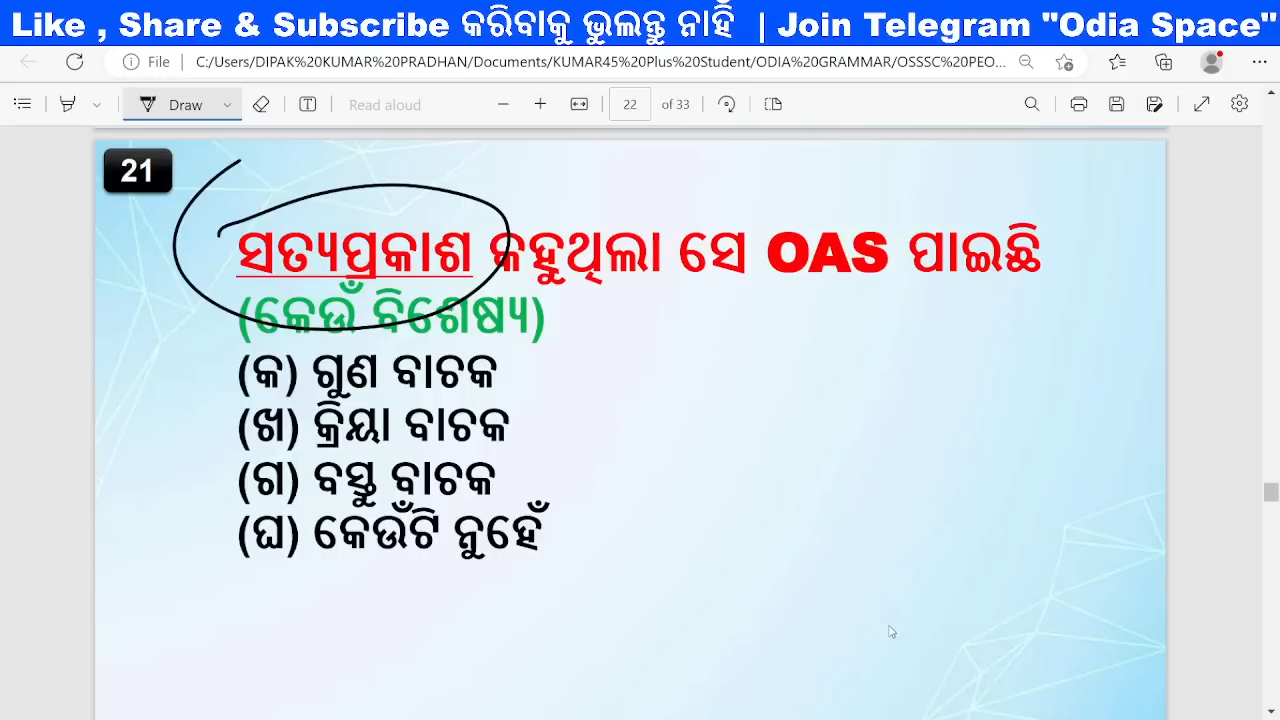 Like , Share & Subscribe କରିବାକୁ ଭୁଲନ୍ତୁ ନାହିଁ | Join Telegram "Odia Space"
File C:/Users/DIPAK%20KUMAR%20PRADHAN/Documents/KUMAR45%20Plus%20Student/ODIA%20GRAMMAR/OSSSC%20PEO...
Draw Read aloud 22 of 33
21
ସତ୍ୟପ୍ରକାଶ କହୁଥିଲା ସେ OAS ପାଇଛି
(କେଉଁ ବିଶେଷ୍ୟ)
(କ) ଗୁଣ ବାଚକ
(ଖ) କ୍ରିୟା ବାଚକ
(ଗ) ବସ୍ତୁ ବାଚକ
(ଘ) କେଉଁଟି ନୁହେଁ